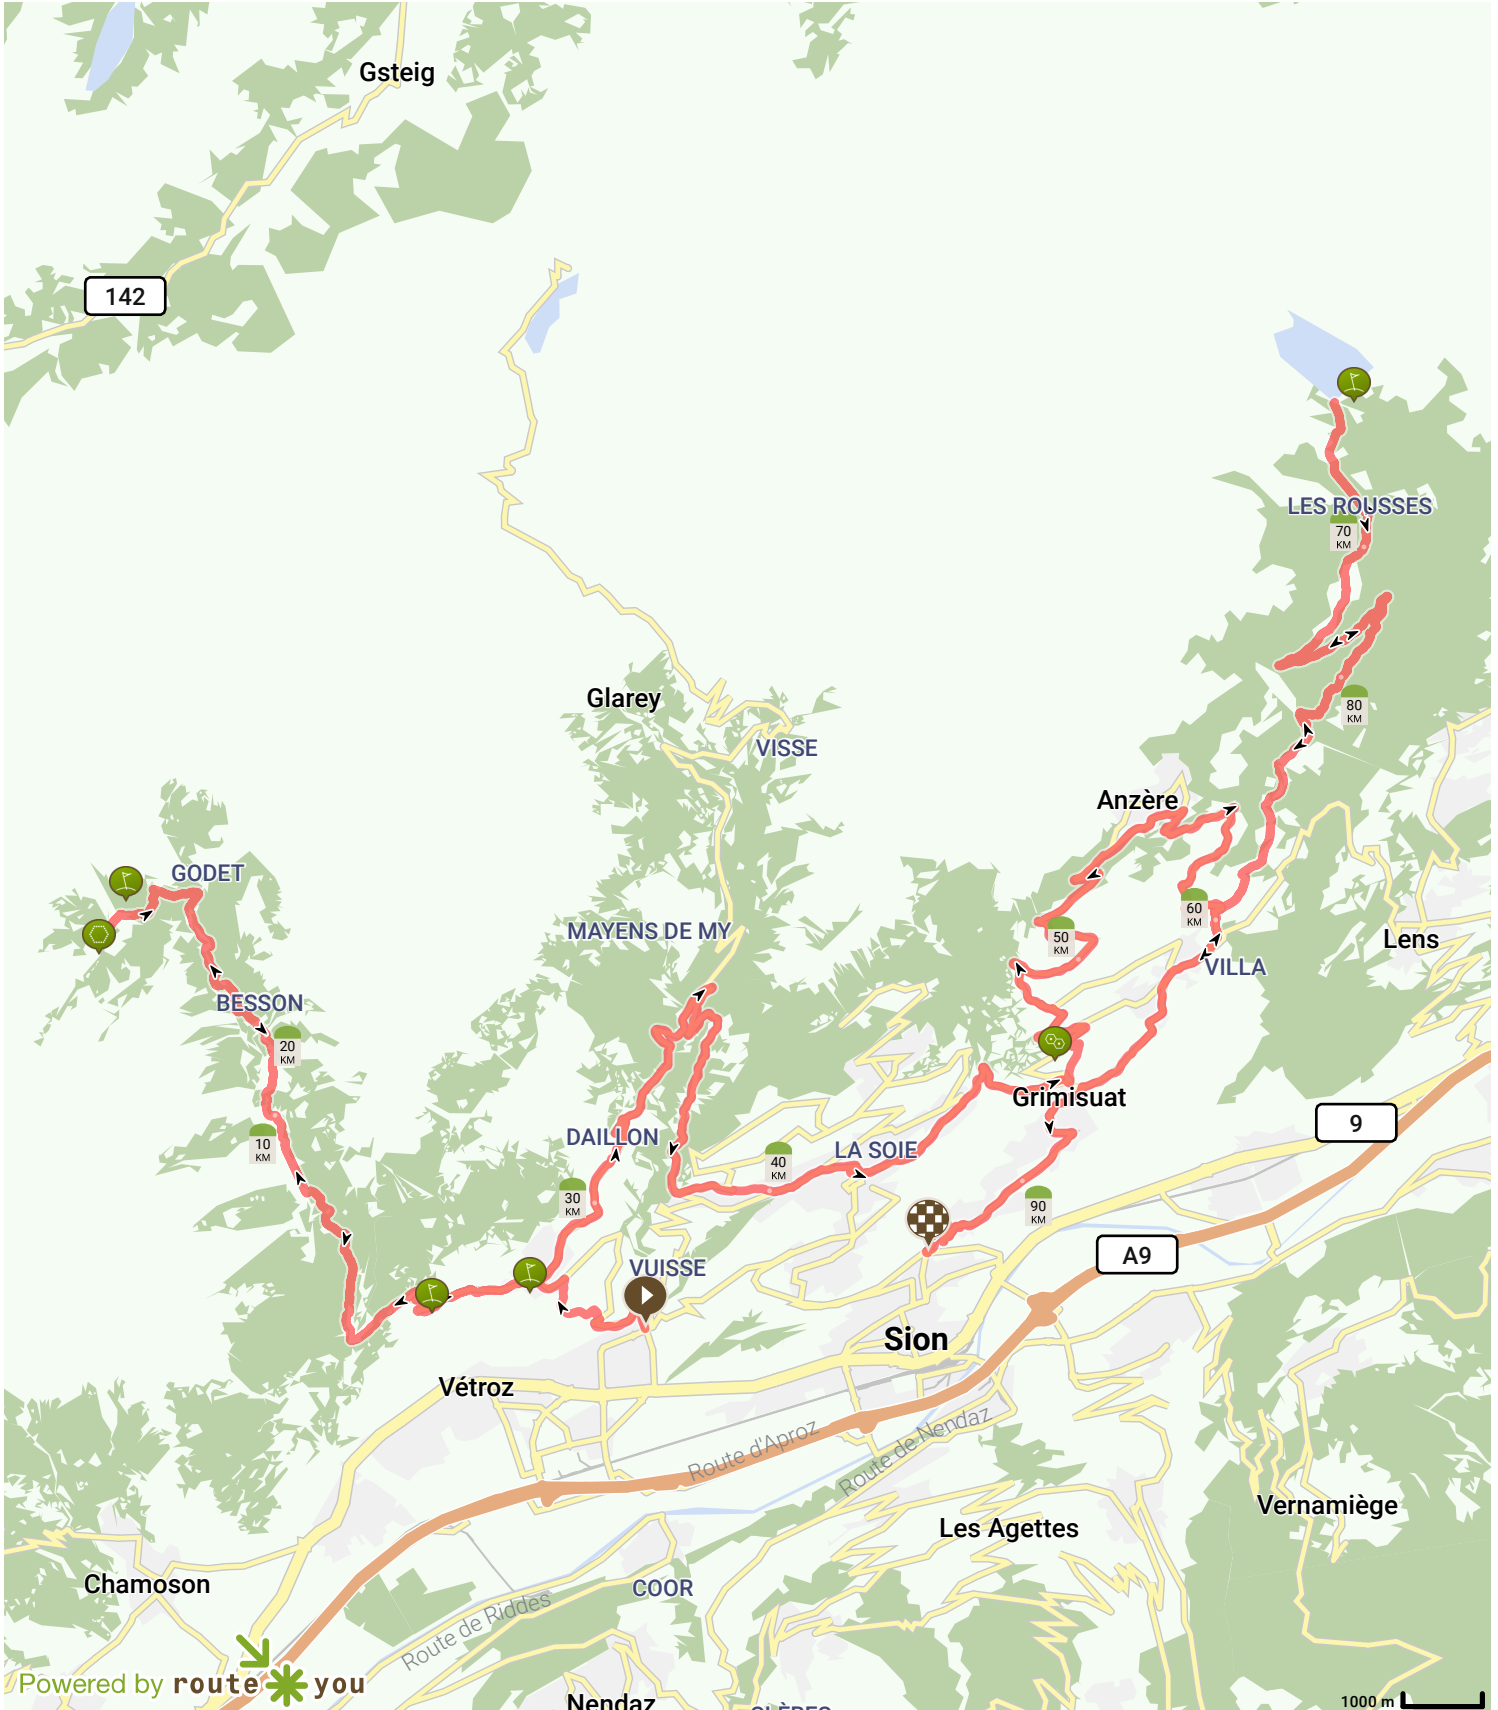 Gsteig
142
LES ROUSSES
70
KM
Glarey
80
KM
VISSE
Anzère
GODET
60
KM
MAYENS DE MY
50
KM
Lens
VILLA
BESSON
20
KM
Grimisuat
9
10
KM
DAILLON
LA SOIE
40
KM
30
KM
90
KM
A9
VUISSE
Sion
Vétroz
Route d'Aproz
Route de Nendaz
Vernamiège
Les Agettes
Chamoson
COOR
Route de Riddes
Powered by routeyou
Nendaz
1000 m